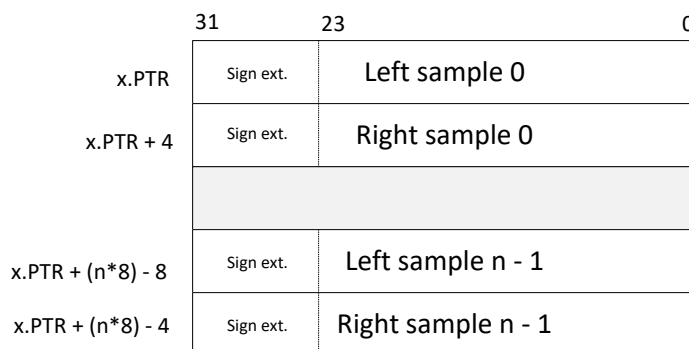 31 23 0
x.PTR Sign ext. Left sample 0
x.PTR + 4 Sign ext. Right sample 0
x.PTR + (n*8) - 8 Sign ext. Left sample n - 1
x.PTR + (n*8) - 4 Sign ext. Right sample n - 1